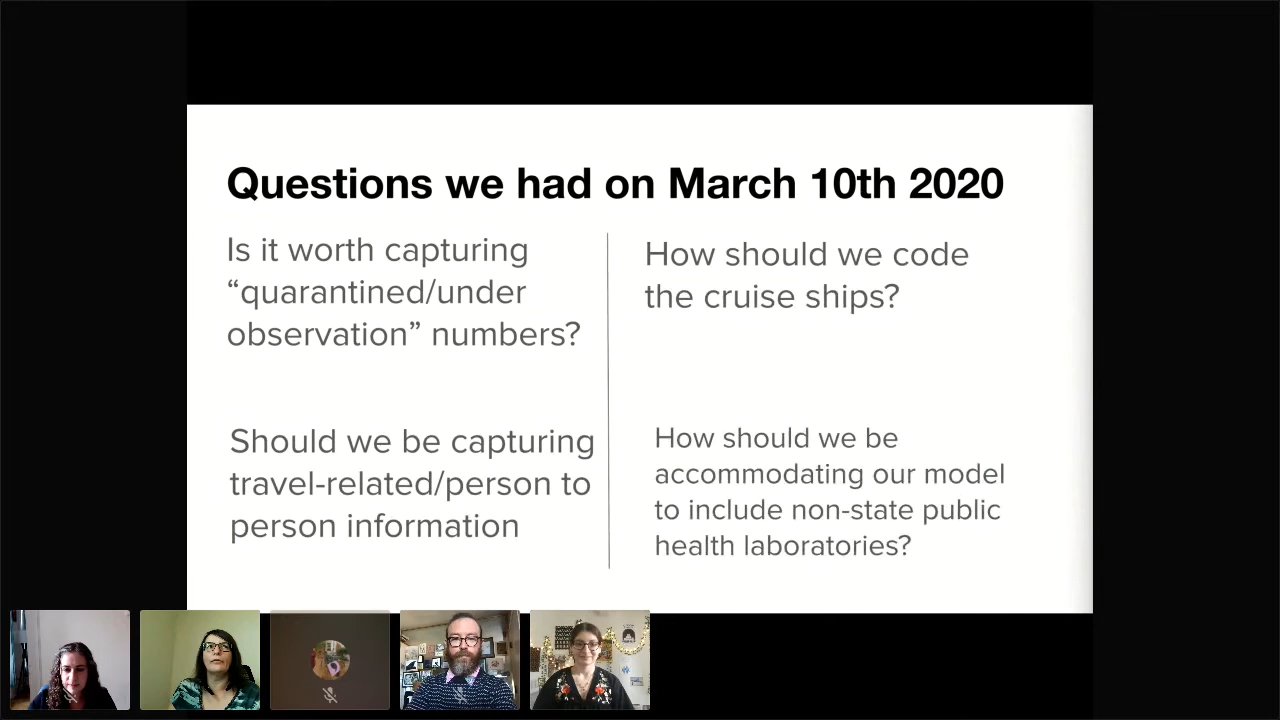 Questions we had on March 10th 2020
Is it worth capturing
“quarantined/under
observation” numbers?
How should we code
the cruise ships?
Should we be capturing
travel-related/person to
person information
How should we be
accommodating our model
to include non-state public
health laboratories?